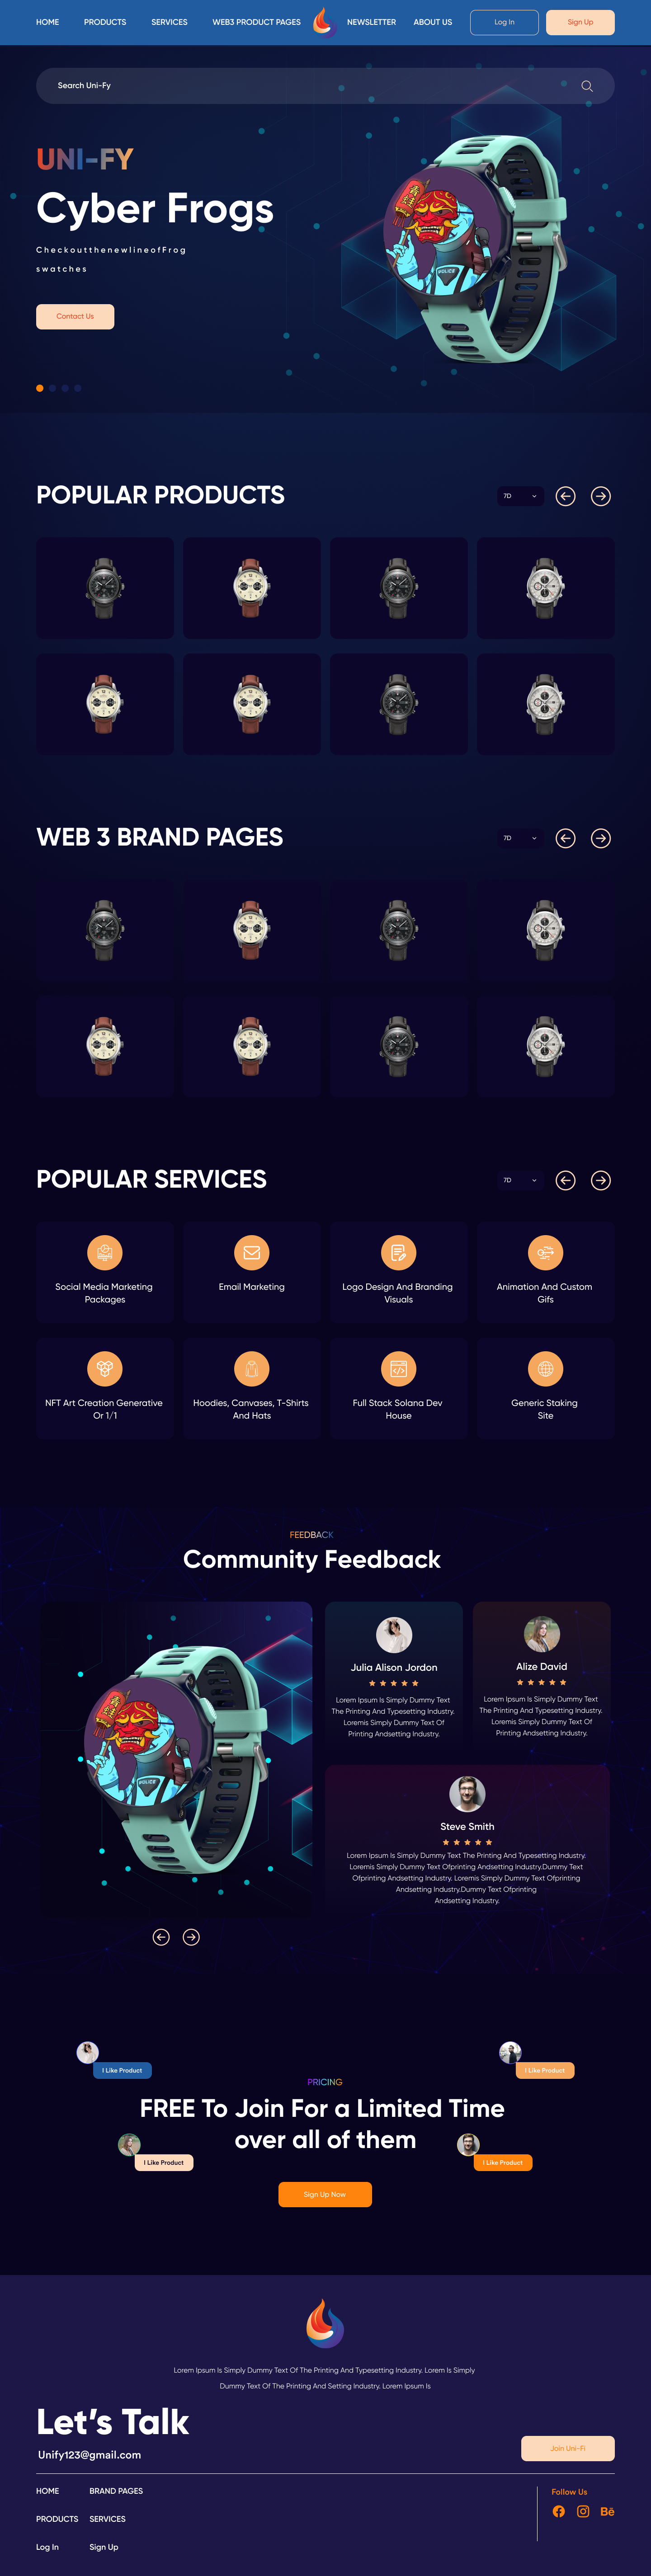 HOME PRODUCTS SERVICES WEB3 PRODUCT PAGES NEWSLETTER ABOUT US Log In Sign Up
Search Uni-Fy
UNI-FY
Cyber Frogs
CheckoutthenewlineofFrog
swatches
Contact Us
POLICE
POPULAR PRODUCTS
7D
WEB 3 BRAND PAGES
7D
POPULAR SERVICES
7D
Social Media Marketing
Packages
Email Marketing
Logo Design And Branding
Visuals
Animation And Custom
Gifs
NFT Art Creation Generative
Or 1/1
Hoodies, Canvases, T-Shirts
And Hats
Full Stack Solana Dev
House
Generic Staking
Site
FEEDBACK
Community Feedback
POLICE
Julia Alison Jordon
Lorem Ipsum Is Simply Dummy Text
The Printing And Typesetting Industry.
Loremis Simply Dummy Text Of
Printing Andsetting Industry.
Alize David
Lorem Ipsum Is Simply Dummy Text
The Printing And Typesetting Industry.
Loremis Simply Dummy Text Of
Printing Andsetting Industry.
Steve Smith
Lorem Ipsum Is Simply Dummy Text The Printing And Typesetting Industry.
Loremis Simply Dummy Text Ofprinting Andsetting Industry.Dummy Text
Ofprinting Andsetting Industry. Loremis Simply Dummy Text Ofprinting
Andsetting Industry.Dummy Text Ofprinting
Andsetting Industry.
I Like Product
I Like Product
PRICING
FREE To Join For a Limited Time
over all of them
I Like Product
I Like Product
Sign Up Now
Lorem Ipsum Is Simply Dummy Text Of The Printing And Typesetting Industry. Lorem Is Simply
Dummy Text Of The Printing And Setting Industry. Lorem Ipsum Is
Let's Talk
Unify123@gmail.com
Join Uni-Fi
HOME BRAND PAGES
PRODUCTS SERVICES
Log In Sign Up
Follow Us
Bē